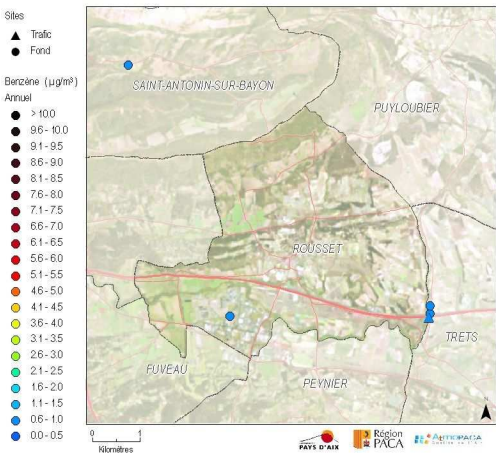 Sites
Trafic
Fond
Benzène (µg/m³)
Annuel
> 10.0
9.6 - 10.0
9.1 - 9.5
8.6 - 9.0
8.1 - 8.5
7.6 - 8.0
7.1 - 7.5
6.6 - 7.0
6.1 - 6.5
5.6 - 6.0
5.1 - 5.5
4.6 - 5.0
4.1 - 4.5
3.6 - 4.0
3.1 - 3.5
2.6 - 3.0
2.1 - 2.5
1.6 - 2.0
1.1 - 1.5
0.6 - 1.0
0.0 - 0.5
SAINT-ANTONIN-SUR-BAYON
PUYLOUBIER
ROUSSET
TRETS
FUVEAU
PEYNIER
0 1
Kilomètres
PAYS D'AIX
Région
PACA